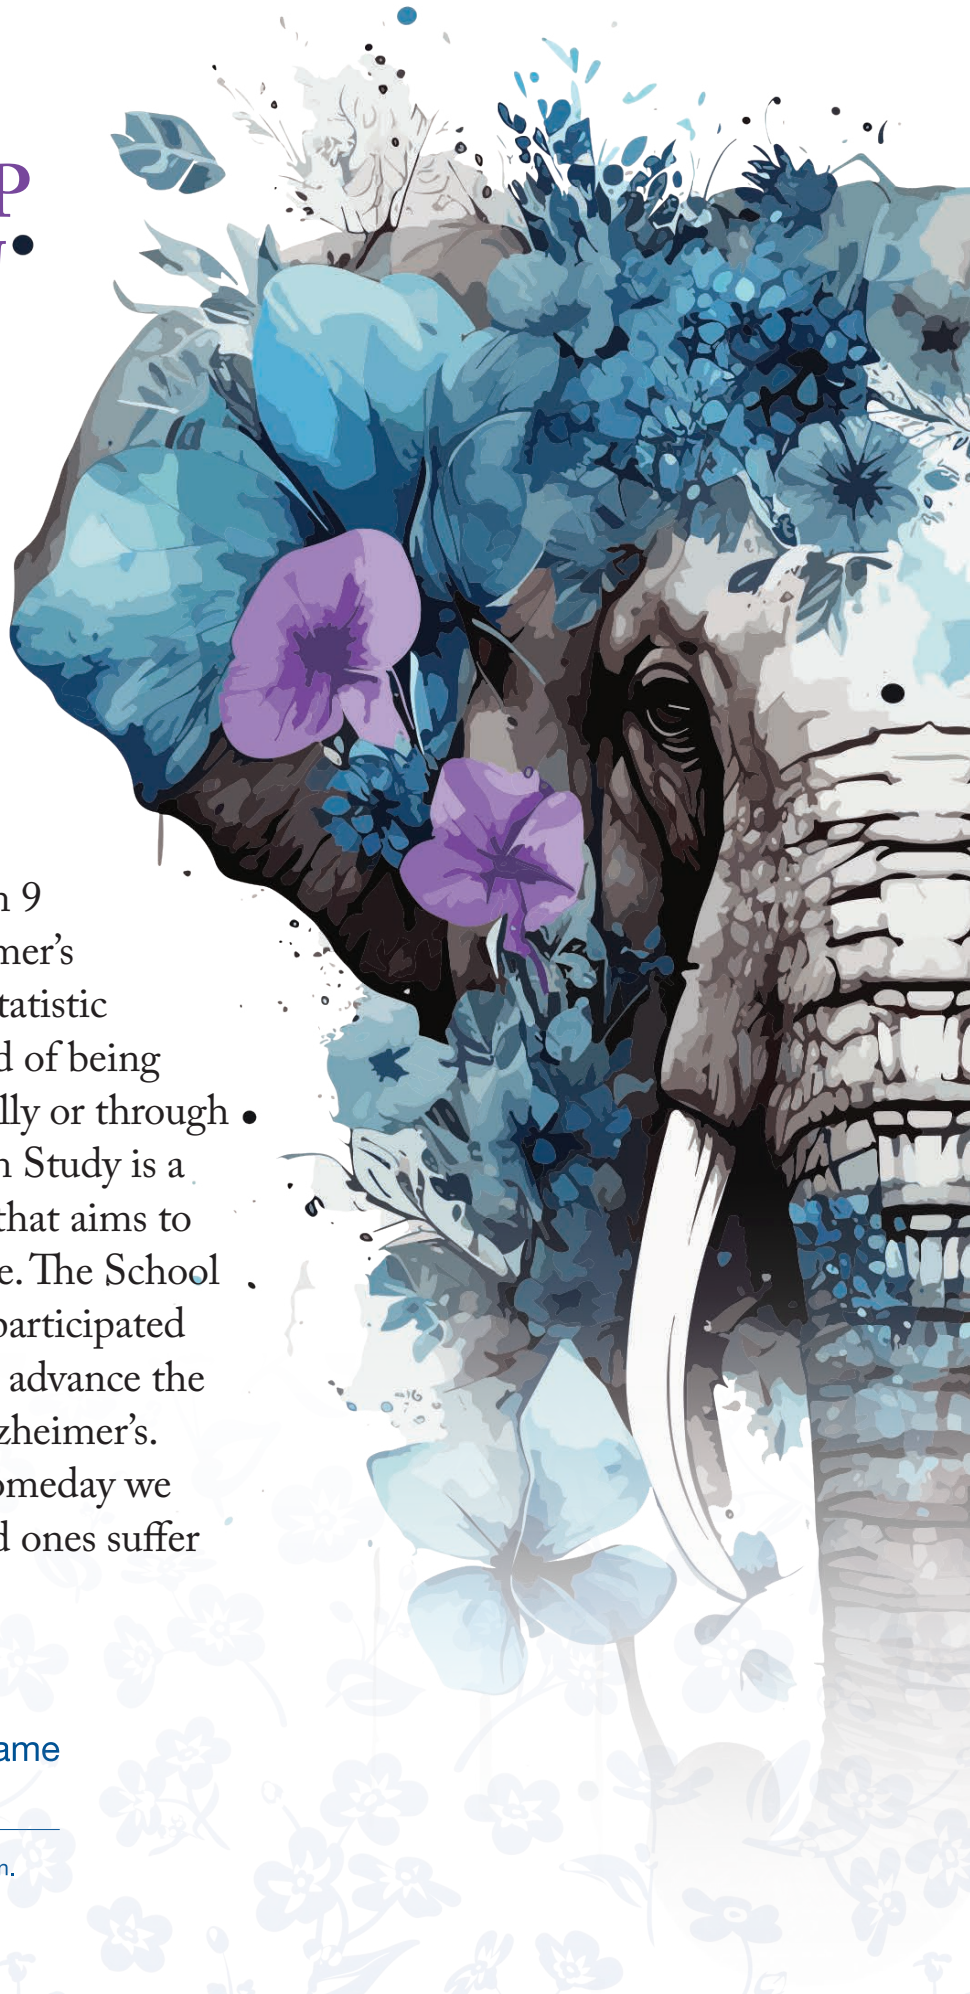 P
n 9
mer’s
tatistic
d of being
lly or through
n Study is a
that aims to
e. The School
participated
advance the
zheimer’s.
omeday we
d ones suffer
ame
n.